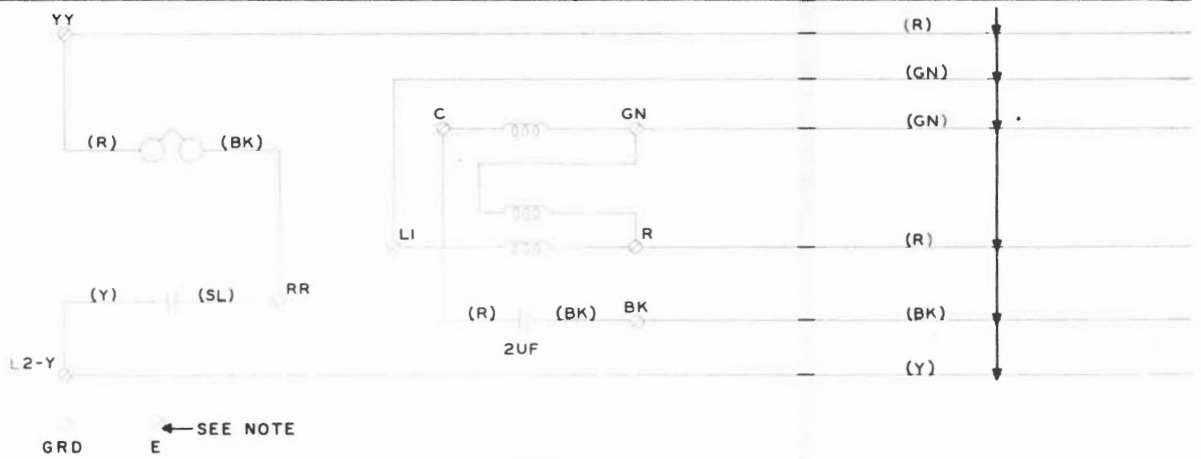 YY (R)
(GN)
C GN (GN)
(R) (BK)
L1 R (R)
(Y) (SL) RR
(R) (BK) BK (BK)
2UF
L2-Y (Y)
SEE NOTE
GRD E